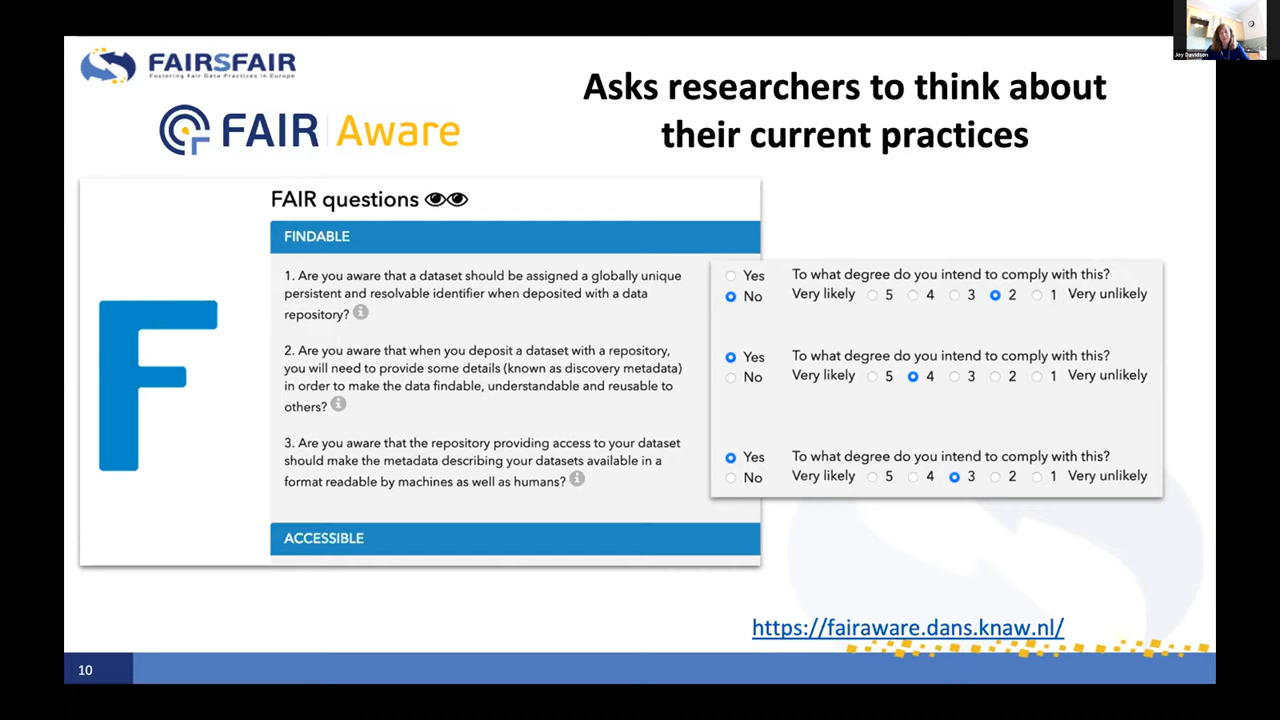 Joy Davidson
FAIRSFAIR
Fostering Fair Data Practices in Europe
Asks researchers to think about
their current practices
FAIR Aware
FAIR questions
FINDABLE
F
1. Are you aware that a dataset should be assigned a globally unique
persistent and resolvable identifier when deposited with a data
repository?
Yes To what degree do you intend to comply with this?
No Very likely 5 4 3 2 1 Very unlikely
2. Are you aware that when you deposit a dataset with a repository,
you will need to provide some details (known as discovery metadata)
in order to make the data findable, understandable and reusable to
others?
Yes To what degree do you intend to comply with this?
No Very likely 5 4 3 2 1 Very unlikely
3. Are you aware that the repository providing access to your dataset
should make the metadata describing your datasets available in a
format readable by machines as well as humans?
Yes To what degree do you intend to comply with this?
No Very likely 5 4 3 2 1 Very unlikely
ACCESSIBLE
https://fairaware.dans.knaw.nl/
10